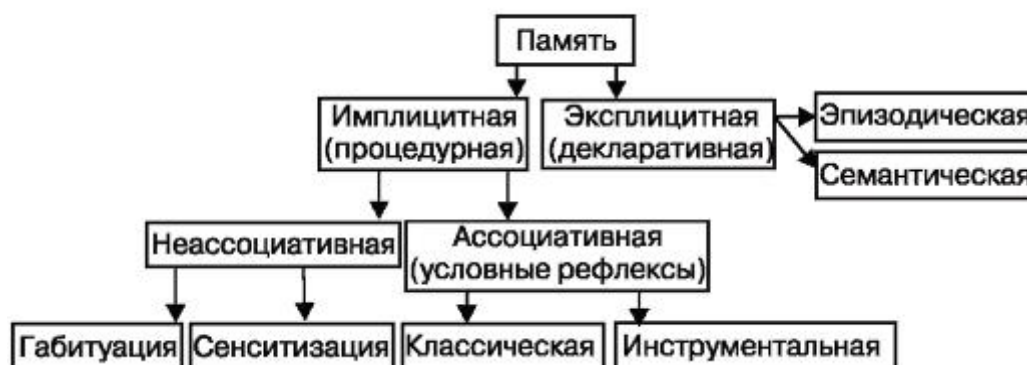 Память
Имплицитная
(процедурная)
Эксплицитная
(декларативная)
Эпизодическая
Семантическая
Неассоциативная
Ассоциативная
(условные рефлексы)
Габитуация
Сенситизация
Классическая
Инструментальная